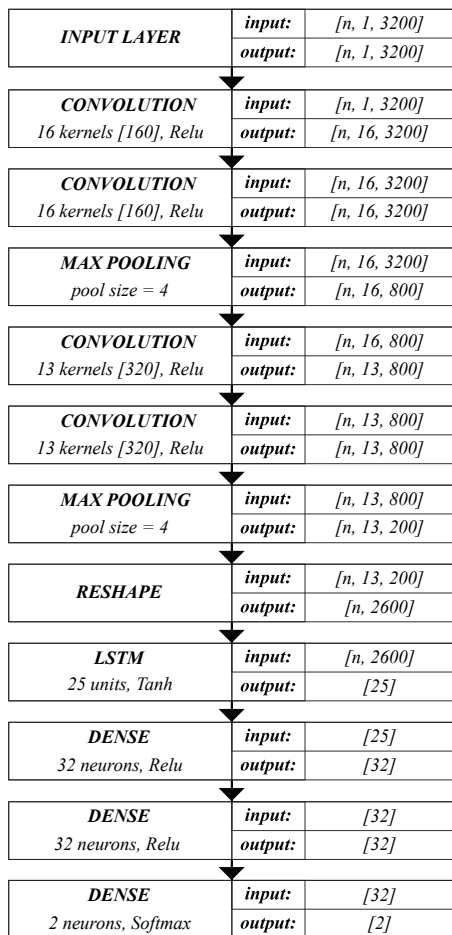 INPUT LAYER
input: [n, 1, 3200]
output: [n, 1, 3200]
CONVOLUTION
16 kernels [160], Relu
input: [n, 1, 3200]
output: [n, 16, 3200]
CONVOLUTION
16 kernels [160], Relu
input: [n, 16, 3200]
output: [n, 16, 3200]
MAX POOLING
pool size = 4
input: [n, 16, 3200]
output: [n, 16, 800]
CONVOLUTION
13 kernels [320], Relu
input: [n, 16, 800]
output: [n, 13, 800]
CONVOLUTION
13 kernels [320], Relu
input: [n, 13, 800]
output: [n, 13, 800]
MAX POOLING
pool size = 4
input: [n, 13, 800]
output: [n, 13, 200]
RESHAPE
input: [n, 13, 200]
output: [n, 2600]
LSTM
25 units, Tanh
input: [n, 2600]
output: [25]
DENSE
32 neurons, Relu
input: [25]
output: [32]
DENSE
32 neurons, Relu
input: [32]
output: [32]
DENSE
2 neurons, Softmax
input: [32]
output: [2]